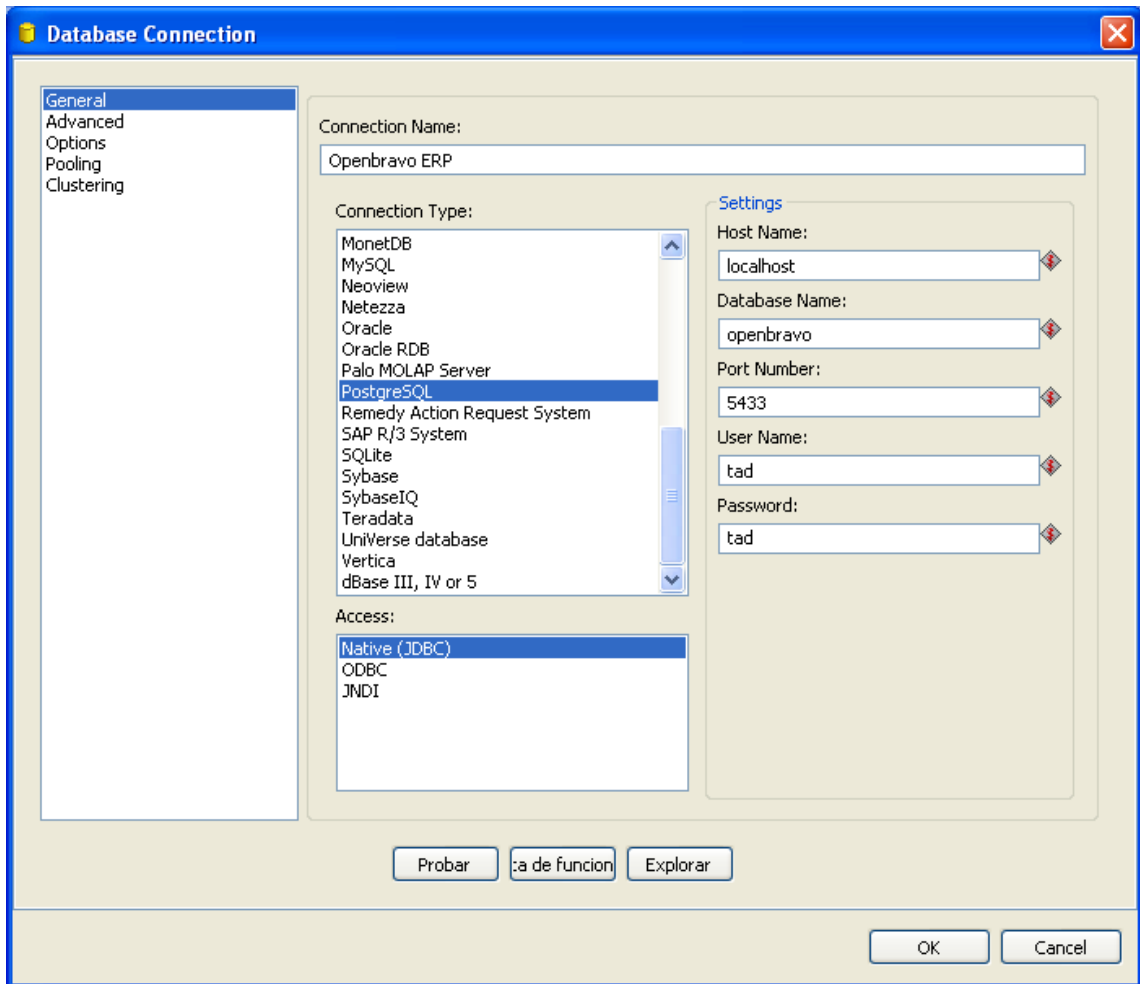 Database Connection
General
Advanced
Options
Pooling
Clustering
Connection Name:
Openbravo ERP
Connection Type:
MonetDB
MySQL
Neoview
Netezza
Oracle
Oracle RDB
Palo MOLAP Server
PostgreSQL
Remedy Action Request System
SAP R/3 System
SQLite
Sybase
SybaseIQ
Teradata
UniVerse database
Vertica
dBase III, IV or 5
Access:
Native (JDBC)
ODBC
JNDI
Settings
Host Name:
localhost
Database Name:
openbravo
Port Number:
5433
User Name:
tad
Password:
tad
Probar
:a de funcion
Explorar
OK
Cancel